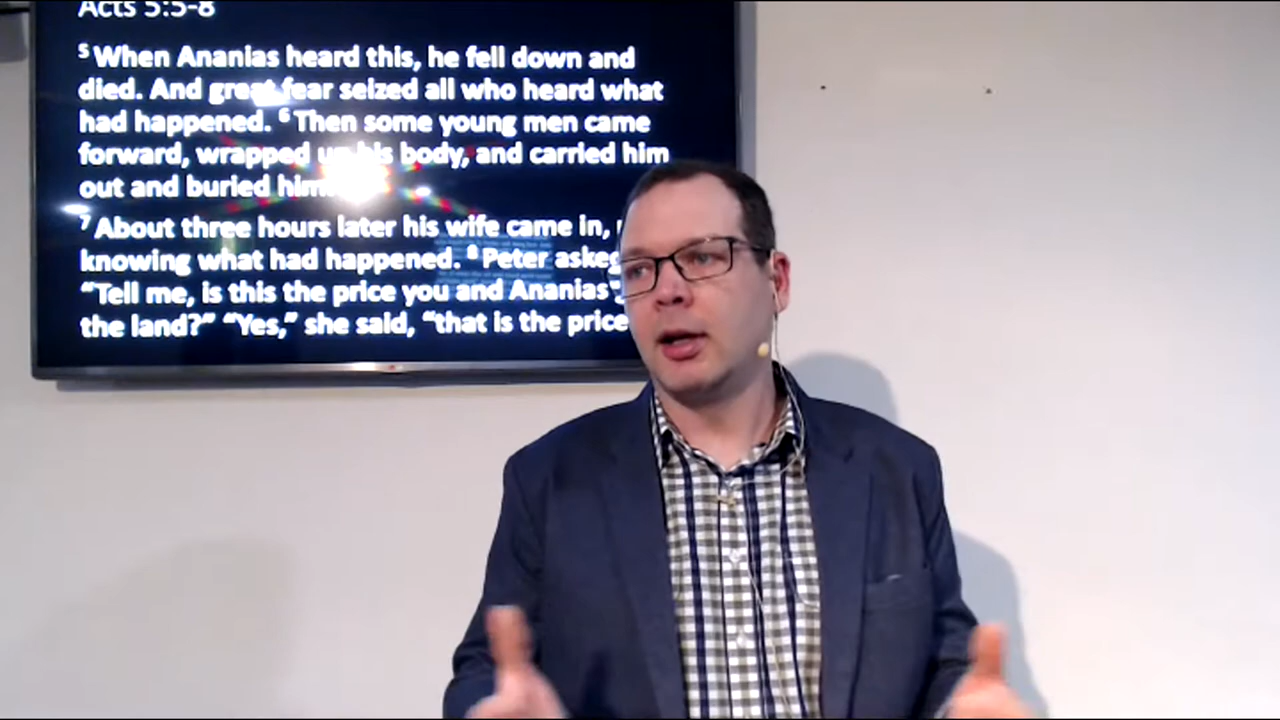 Acts 5:5-8
5 When Ananias heard this, he fell down and
died. And great fear seized all who heard what
had happened. 6 Then some young men came
forward, wrapped up his body, and carried him
out and buried him
7 About three hours later his wife came in,
knowing what had happened. 8 Peter asked
“Tell me, is this the price you and Ananias
the land?” “Yes,” she said, “that is the price